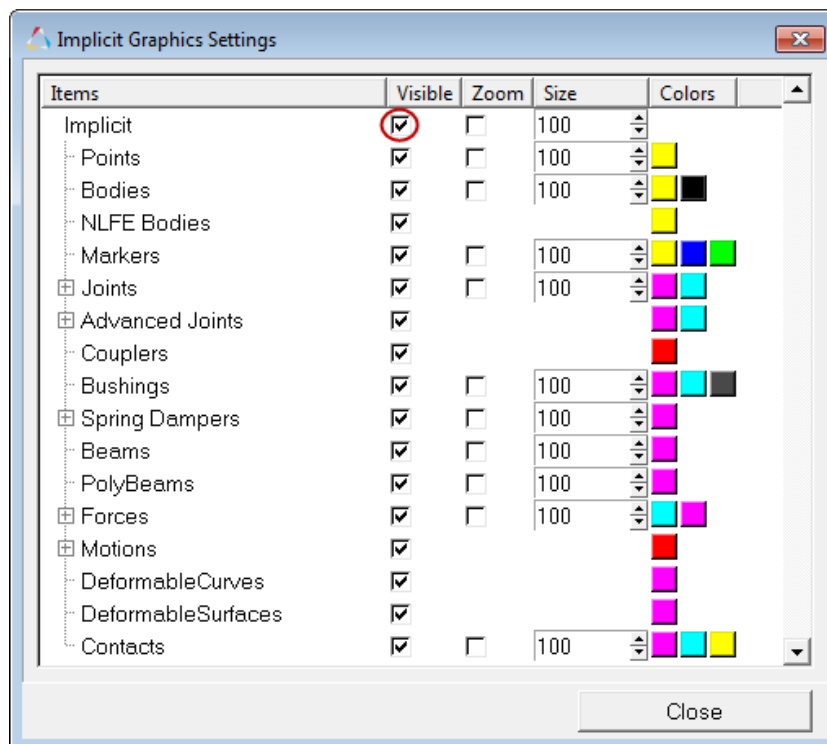 Implicit Graphics Settings
Items Visible Zoom Size Colors
Implicit 100
Points 100
Bodies 100
NLFE Bodies
Markers 100
Joints 100
Advanced Joints
Couplers
Bushings 100
Spring Dampers 100
Beams 100
PolyBeams 100
Forces 100
Motions
DeformableCurves
DeformableSurfaces
Contacts 100
Close